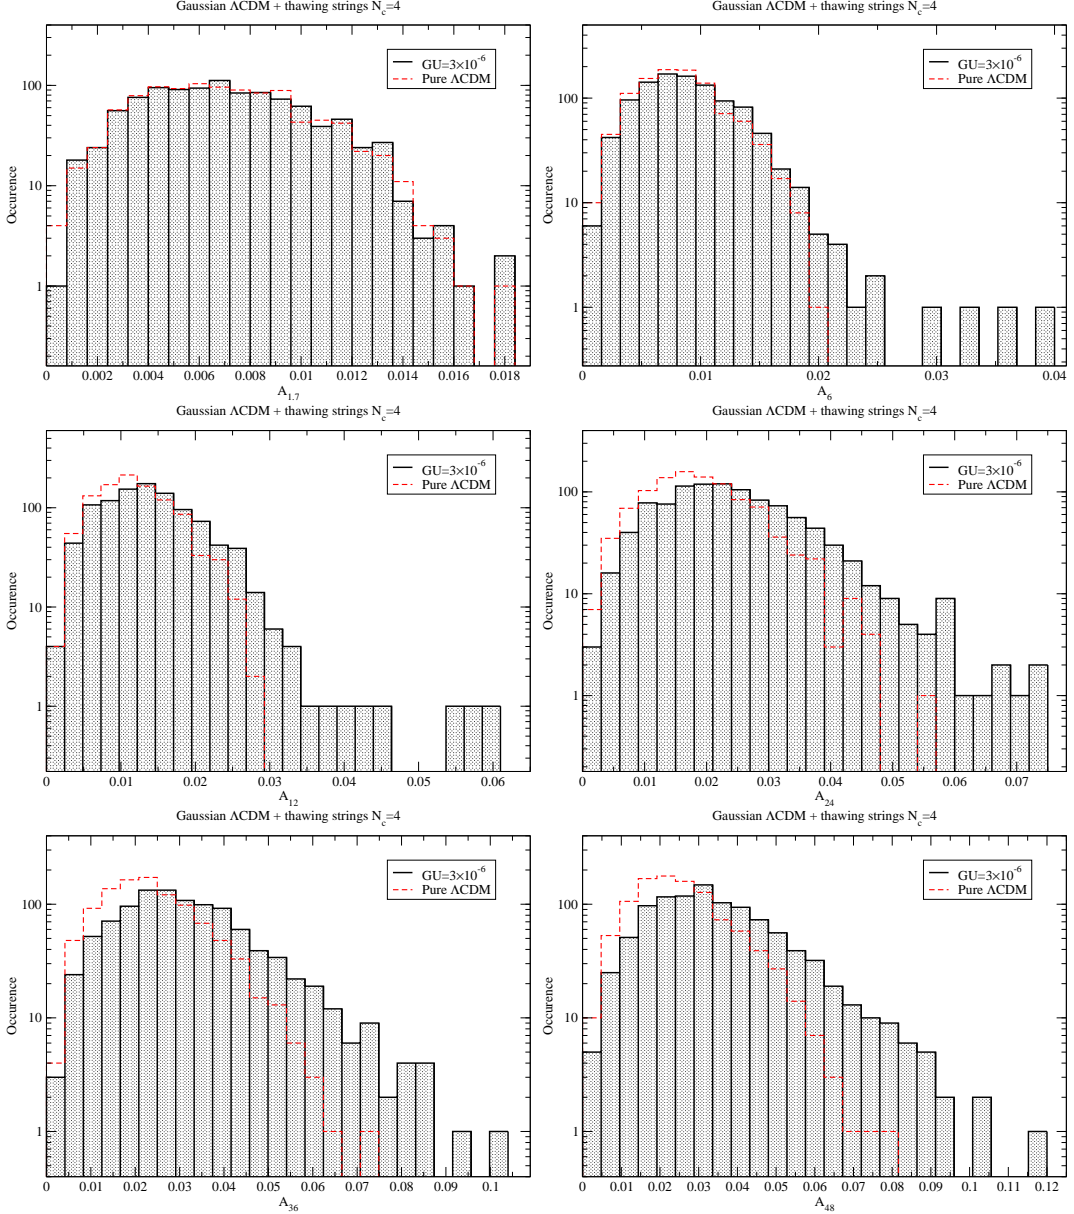 Gaussian ΛCDM + thawing strings N_c=4
Gaussian ΛCDM + thawing strings N_c=4
GU=3×10^-6
Pure ΛCDM
GU=3×10^-6
Pure ΛCDM
100
10
1
Occurence
100
10
1
Occurence
0 0.002 0.004 0.006 0.008 0.01 0.012 0.014 0.016 0.018
A_1.7
0 0.01 0.02 0.03 0.04
A_6
Gaussian ΛCDM + thawing strings N_c=4
Gaussian ΛCDM + thawing strings N_c=4
GU=3×10^-6
Pure ΛCDM
GU=3×10^-6
Pure ΛCDM
100
10
1
Occurence
100
10
1
Occurence
0 0.01 0.02 0.03 0.04 0.05 0.06
A_12
0 0.01 0.02 0.03 0.04 0.05 0.06 0.07
A_24
Gaussian ΛCDM + thawing strings N_c=4
Gaussian ΛCDM + thawing strings N_c=4
GU=3×10^-6
Pure ΛCDM
GU=3×10^-6
Pure ΛCDM
100
10
1
Occurence
100
10
1
Occurence
0 0.01 0.02 0.03 0.04 0.05 0.06 0.07 0.08 0.09 0.1
A_36
0 0.01 0.02 0.03 0.04 0.05 0.06 0.07 0.08 0.09 0.1 0.11 0.12
A_48